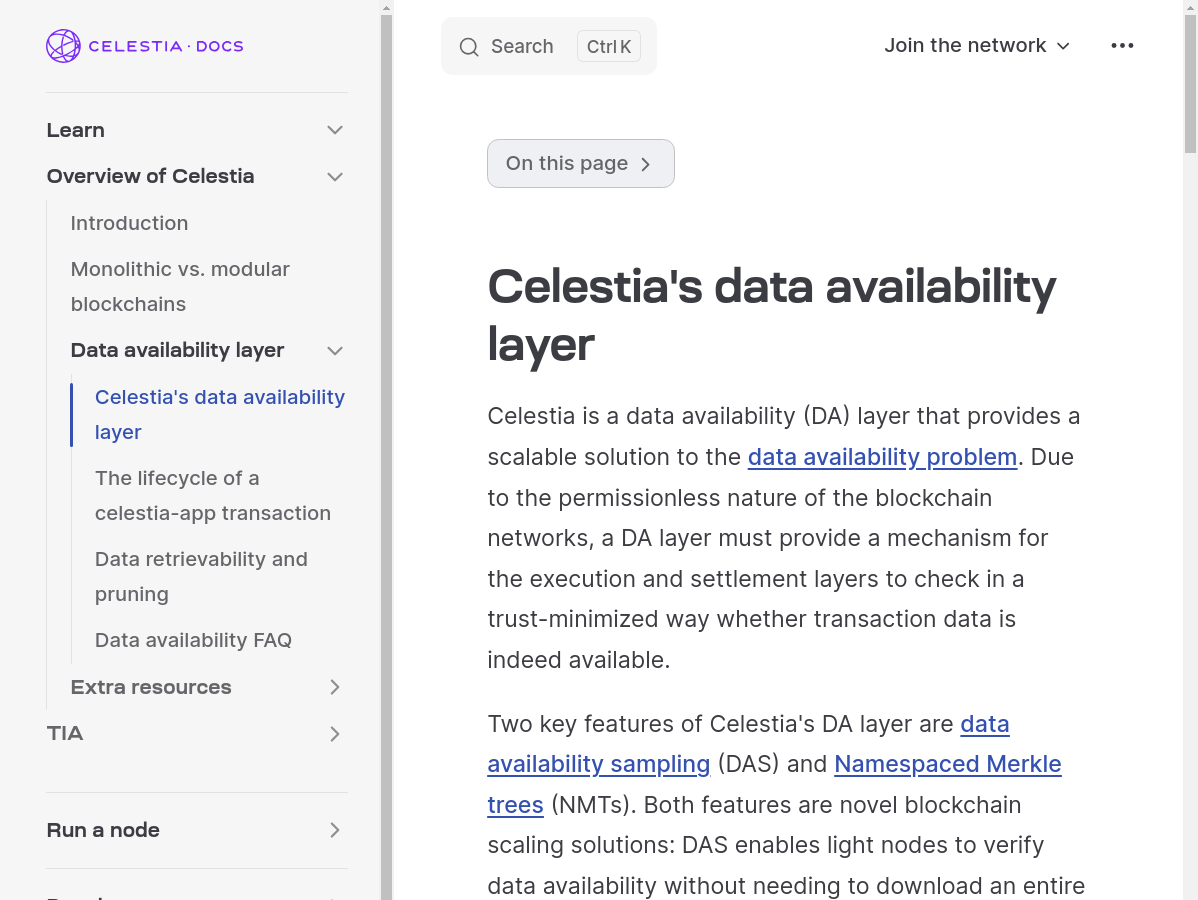 CELESTIA · DOCS
Learn
Overview of Celestia
Introduction
Monolithic vs. modular
blockchains
Data availability layer
Celestia's data availability
layer
The lifecycle of a
celestia-app transaction
Data retrievability and
pruning
Data availability FAQ
Extra resources
TIA
Run a node
Search Ctrl K
Join the network
On this page
Celestia's data availability
layer
Celestia is a data availability (DA) layer that provides a
scalable solution to the data availability problem. Due
to the permissionless nature of the blockchain
networks, a DA layer must provide a mechanism for
the execution and settlement layers to check in a
trust-minimized way whether transaction data is
indeed available.
Two key features of Celestia's DA layer are data
availability sampling (DAS) and Namespaced Merkle
trees (NMTs). Both features are novel blockchain
scaling solutions: DAS enables light nodes to verify
data availability without needing to download an entire